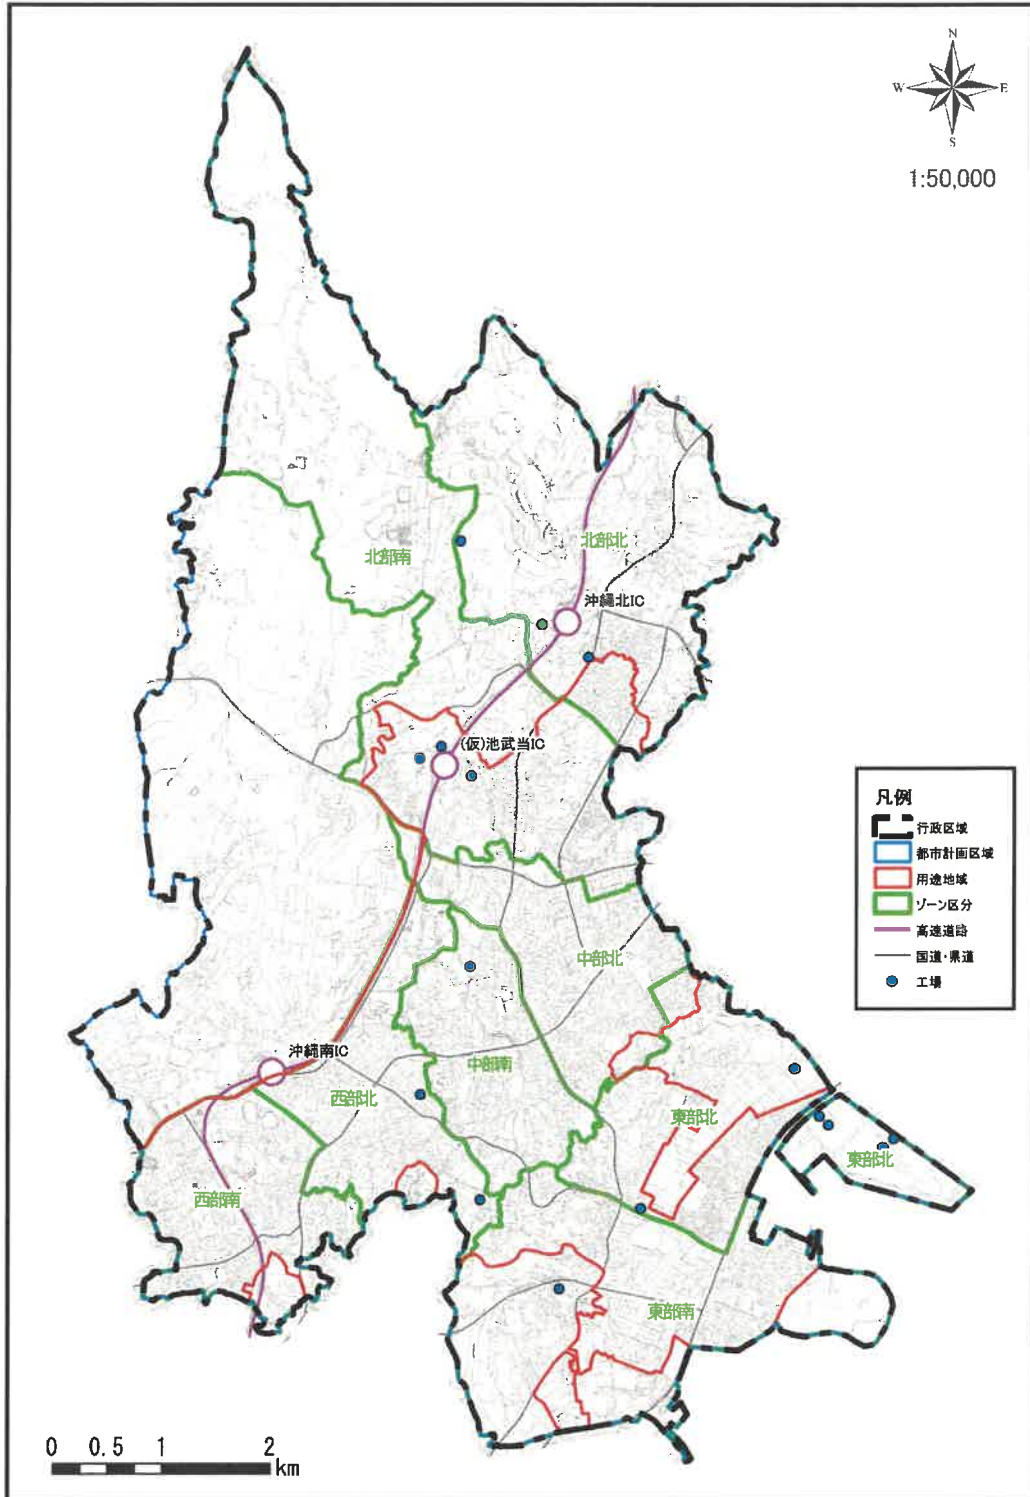 N
W
E
S
1:50,000
北部南
北部北
沖縄北IC
(仮)池武当IC
凡例
行政区域
都市計画区域
用途地域
ゾーン区分
高速道路
国道・県道
工場
中部北
沖縄南IC
中部南
西部北
東部北
東部北
西部南
東部南
0 0.5 1 2
km